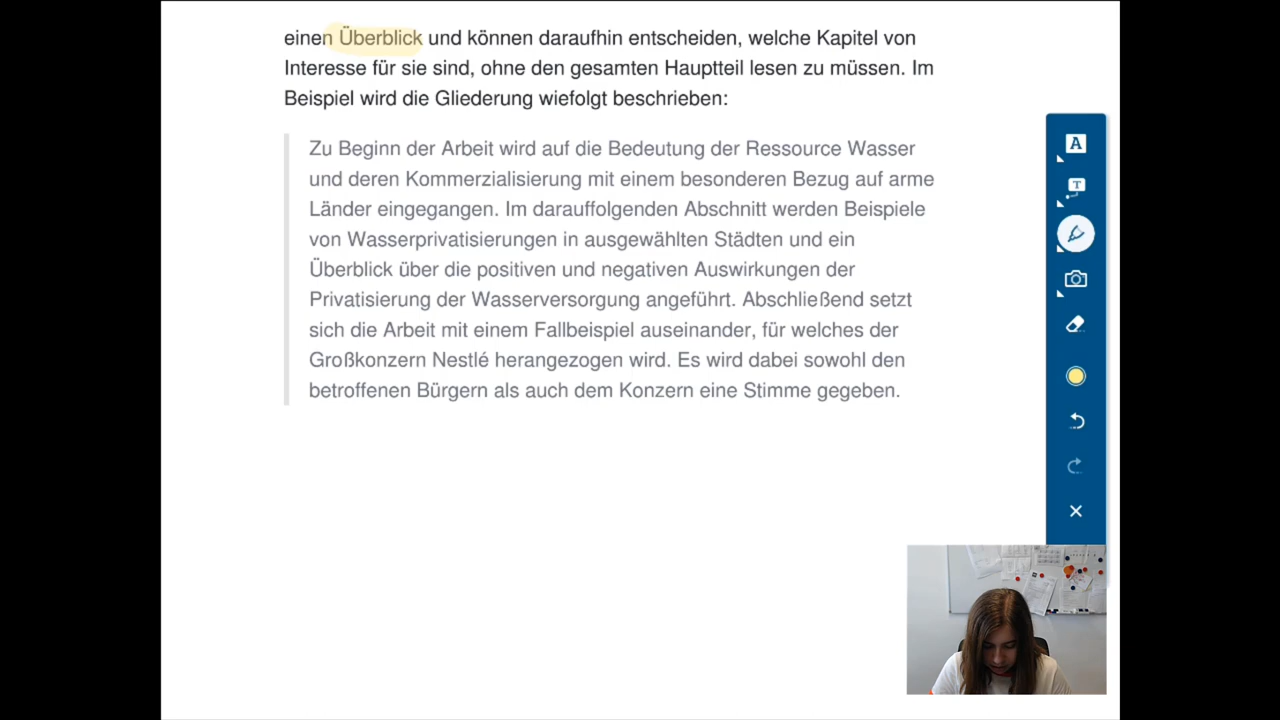 einen Überblick und können daraufhin entscheiden, welche Kapitel von
Interesse für sie sind, ohne den gesamten Hauptteil lesen zu müssen. Im
Beispiel wird die Gliederung wiefolgt beschrieben:
Zu Beginn der Arbeit wird auf die Bedeutung der Ressource Wasser
und deren Kommerzialisierung mit einem besonderen Bezug auf arme
Länder eingegangen. Im darauffolgenden Abschnitt werden Beispiele
von Wasserprivatisierungen in ausgewählten Städten und ein
Überblick über die positiven und negativen Auswirkungen der
Privatisierung der Wasserversorgung angeführt. Abschließend setzt
sich die Arbeit mit einem Fallbeispiel auseinander, für welches der
Großkonzern Nestlé herangezogen wird. Es wird dabei sowohl den
betroffenen Bürgern als auch dem Konzern eine Stimme gegeben.
A
T